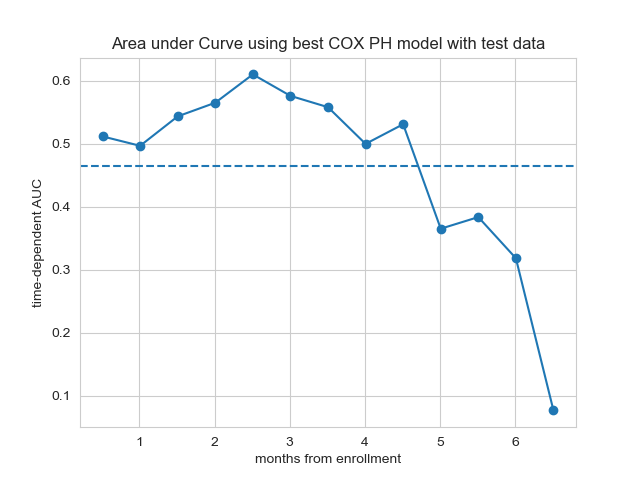 Area under Curve using best COX PH model with test data
time-dependent AUC
0.6
0.5
0.4
0.3
0.2
0.1
1 2 3 4 5 6
months from enrollment